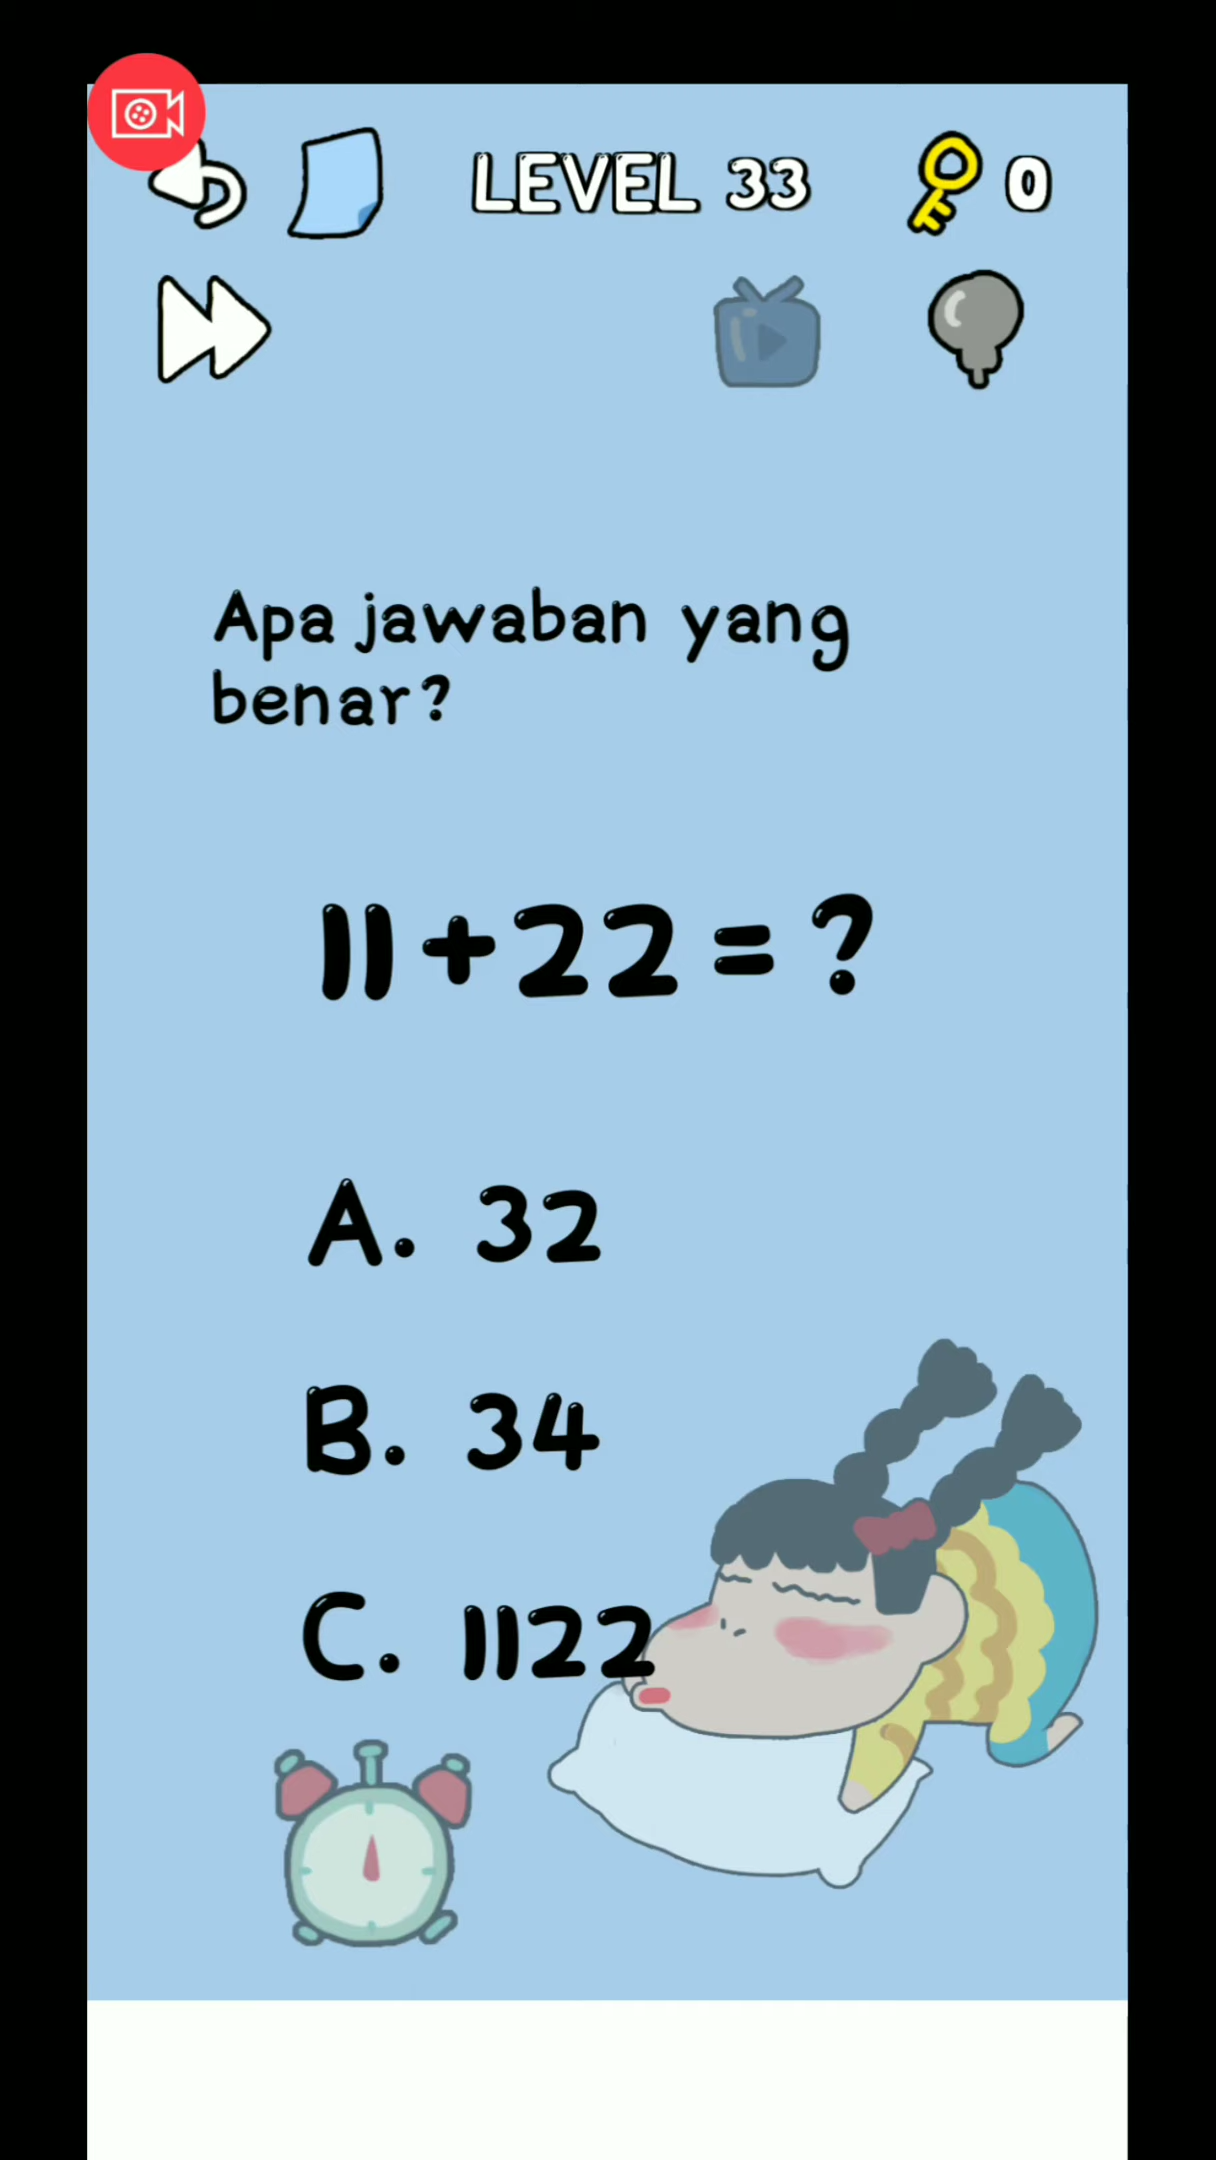 LEVEL 33
0
Apa jawaban yang
benar?
11+22=?
A. 32
B. 34
C. 1122